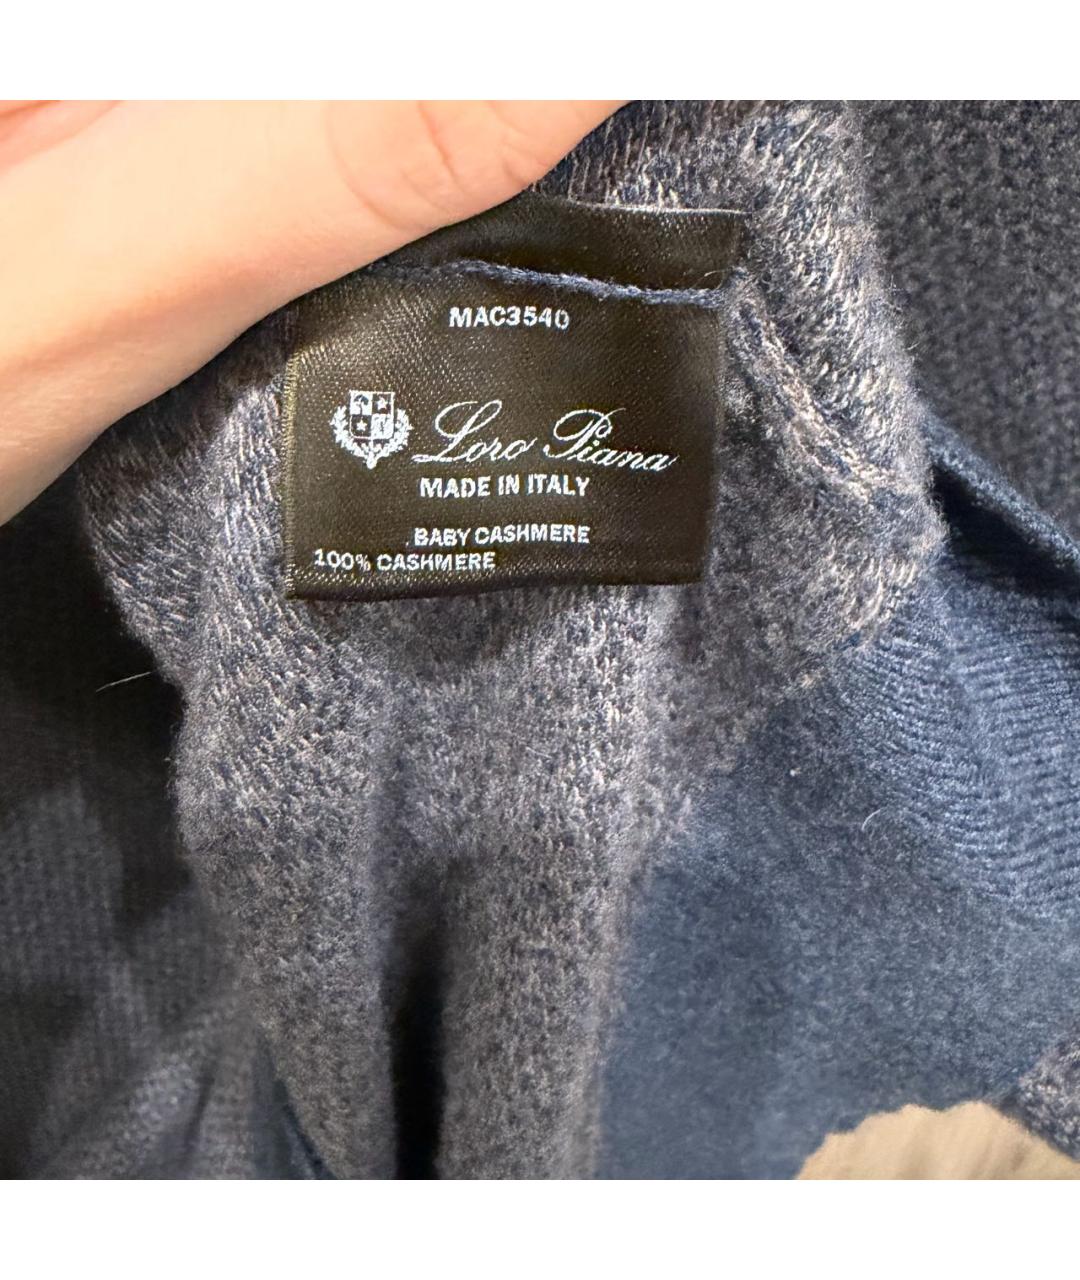 MAC3540
Loro Piana
MADE IN ITALY
BABY CASHMERE
100% CASHMERE